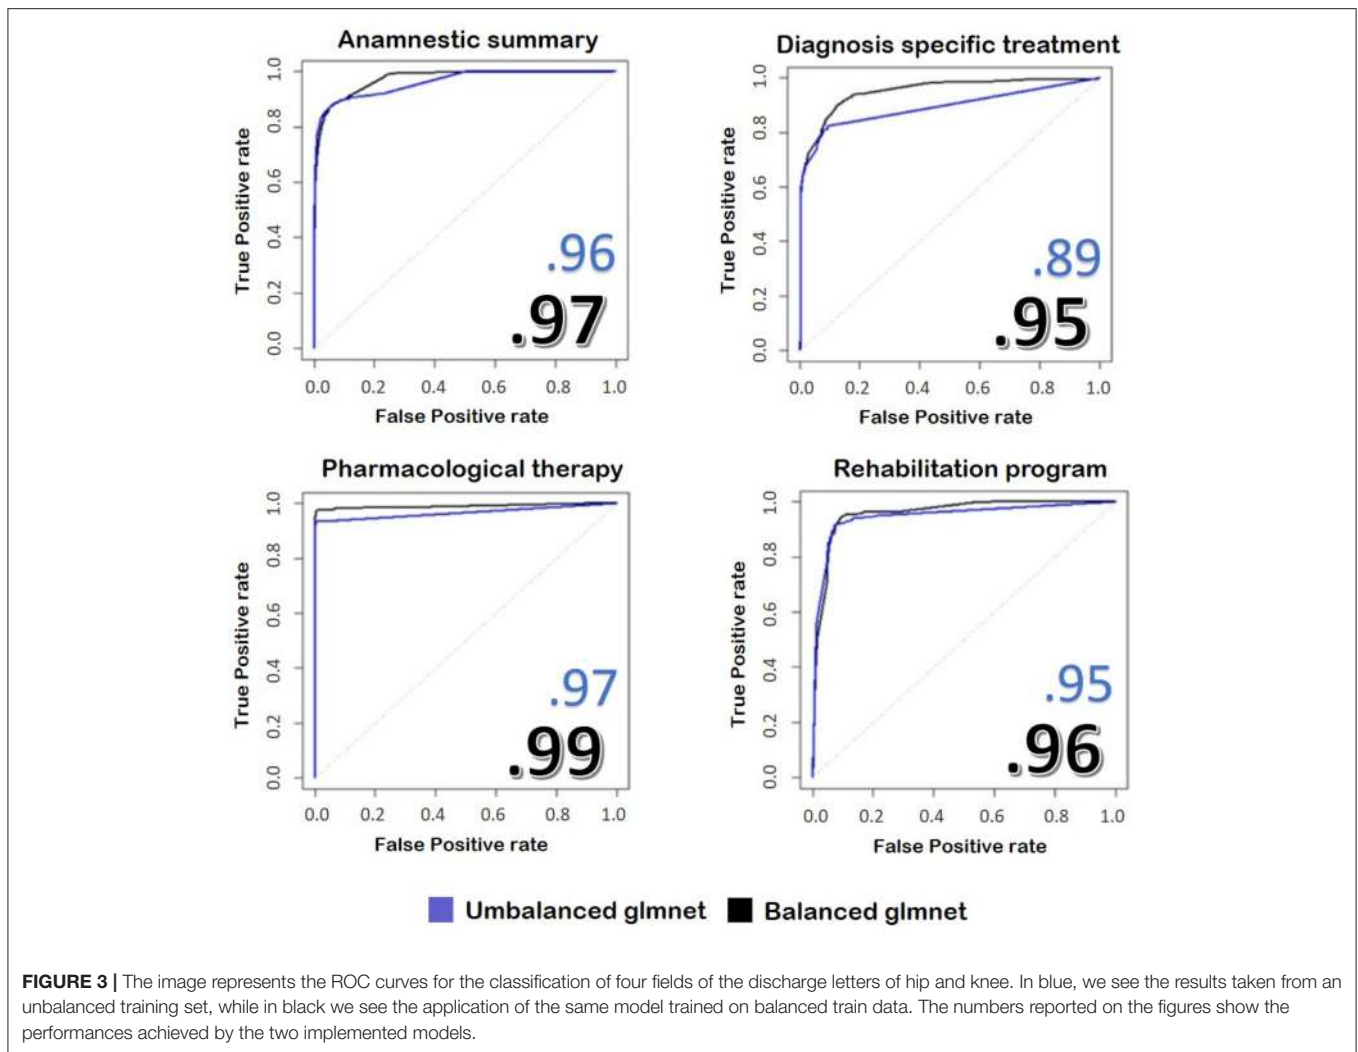 Anamnestic summary
True Positive rate
1.0
0.8
0.6
0.4
0.2
0.0
.96
.97
0.0 0.2 0.4 0.6 0.8 1.0
False Positive rate
Diagnosis specific treatment
True Positive rate
1.0
0.8
0.6
0.4
0.2
0.0
.89
.95
0.0 0.2 0.4 0.6 0.8 1.0
False Positive rate
Pharmacological therapy
True Positive rate
1.0
0.8
0.6
0.4
0.2
0.0
.97
.99
0.0 0.2 0.4 0.6 0.8 1.0
False Positive rate
Rehabilitation program
True Positive rate
1.0
0.8
0.6
0.4
0.2
0.0
.95
.96
0.0 0.2 0.4 0.6 0.8 1.0
False Positive rate
Umbalanced glmnet Balanced glmnet
FIGURE 3 | The image represents the ROC curves for the classification of four fields of the discharge letters of hip and knee. In blue, we see the results taken from an
unbalanced training set, while in black we see the application of the same model trained on balanced train data. The numbers reported on the figures show the
performances achieved by the two implemented models.